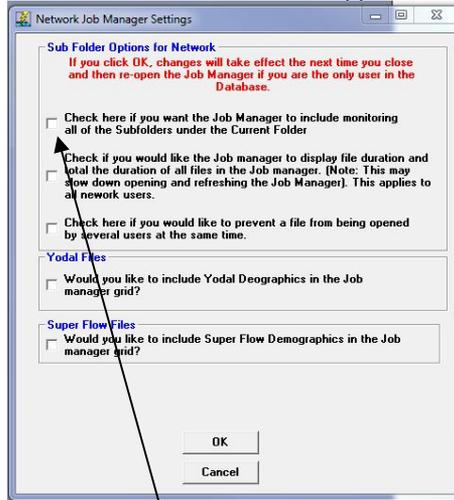 Network Job Manager Settings
Sub Folder Options for Network
If you click OK, changes will take effect the next time you close
and then re-open the Job Manager if you are the only user in the
Database.
Check here if you want the Job Manager to include monitoring
all of the Subfolders under the Current Folder
Check if you would like the Job manager to display file duration and
total the duration of all files in the Job manager. (Note: This may
slow down opening and refreshing the Job Manager). This applies to
all nework users.
Check here if you would like to prevent a file from being opened
by several users at the same time.
Yodal Files
Would you like to include Yodal Deographics in the Job
manager grid?
Super Flow Files
Would you like to include Super Flow Demographics in the Job
manager grid?
OK
Cancel